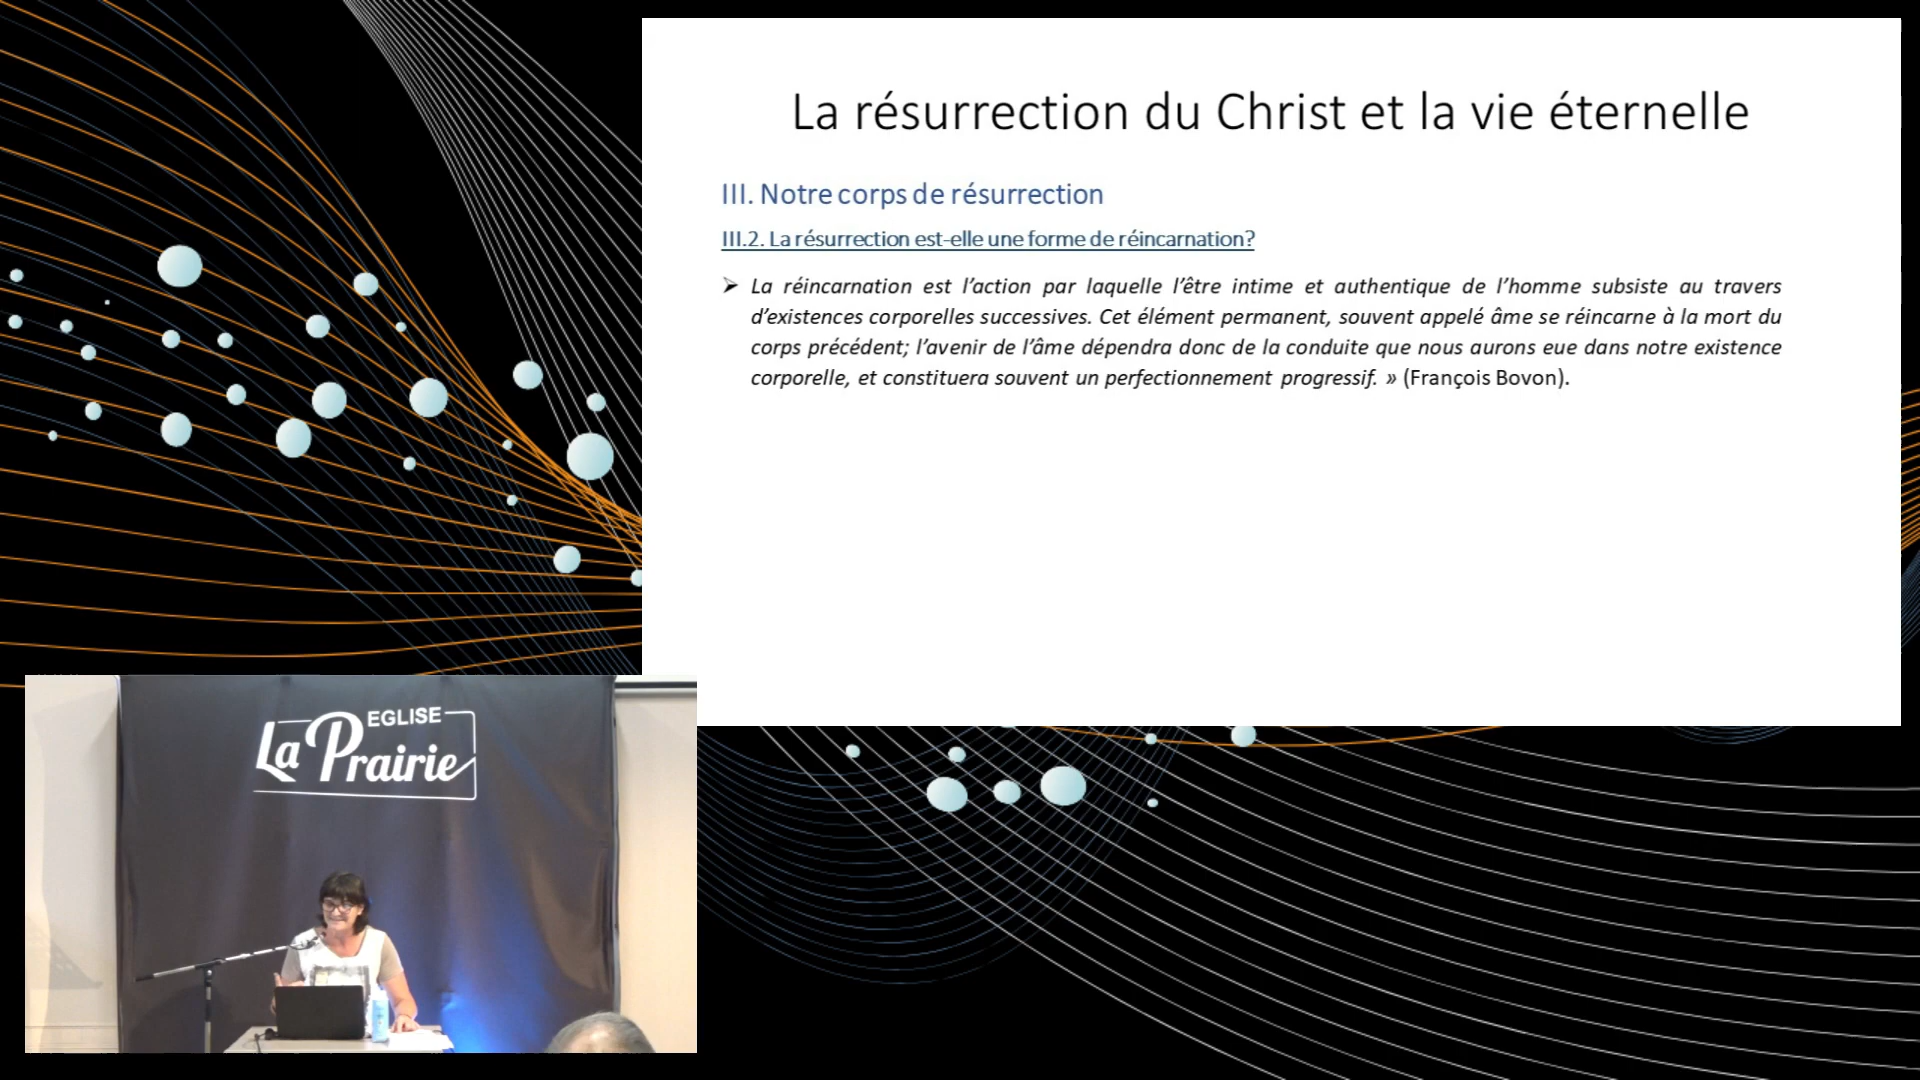 La résurrection du Christ et la vie éternelle
III. Notre corps de résurrection
III.2. La résurrection est-elle une forme de réincarnation?
➢ La réincarnation est l’action par laquelle l’être intime et authentique de l’homme subsiste au travers
d’existences corporelles successives. Cet élément permanent, souvent appelé âme se réincarne à la mort du
corps précédent; l’avenir de l’âme dépendra donc de la conduite que nous aurons eue dans notre existence
corporelle, et constituera souvent un perfectionnement progressif. » (François Bovon).
EGLISE
La Prairie